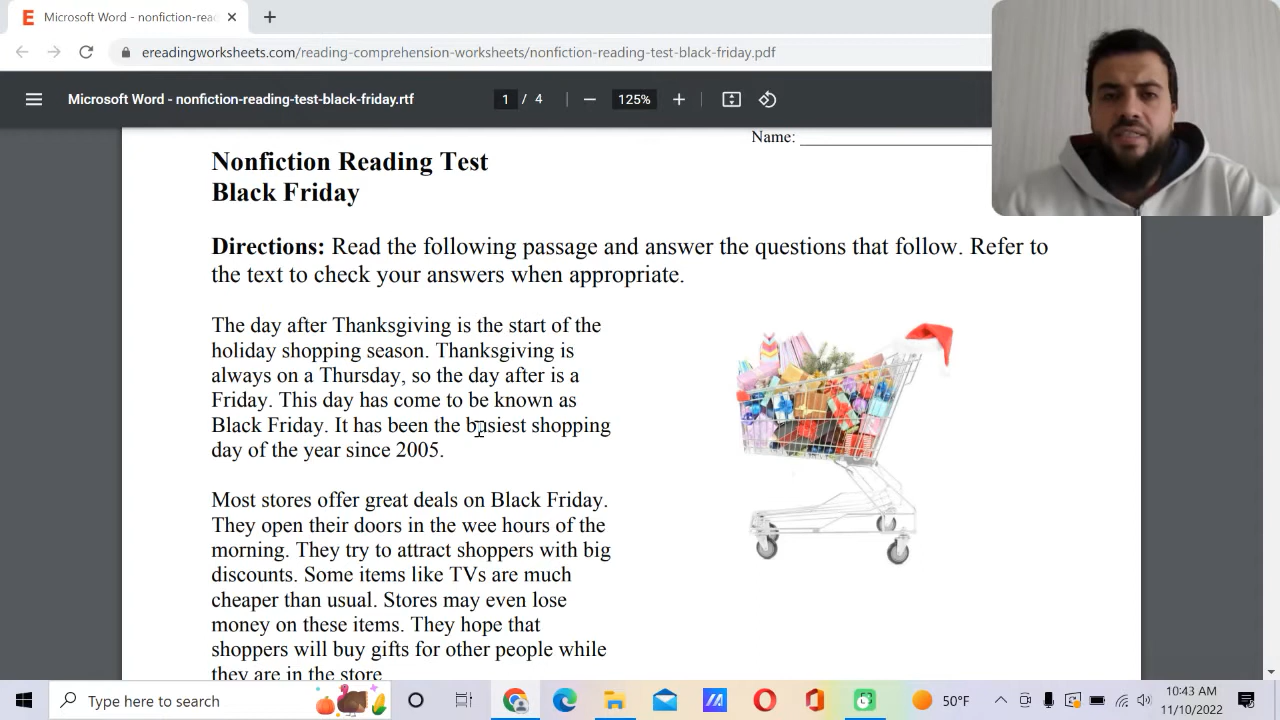 Microsoft Word - nonfiction-rea
ereadingworksheets.com/reading-comprehension-worksheets/nonfiction-reading-test-black-friday.pdf
Microsoft Word - nonfiction-reading-test-black-friday.rtf
1 / 4
125%
Name:
Nonfiction Reading Test
Black Friday
Directions: Read the following passage and answer the questions that follow. Refer to
the text to check your answers when appropriate.
The day after Thanksgiving is the start of the
holiday shopping season. Thanksgiving is
always on a Thursday, so the day after is a
Friday. This day has come to be known as
Black Friday. It has been the busiest shopping
day of the year since 2005.
Most stores offer great deals on Black Friday.
They open their doors in the wee hours of the
morning. They try to attract shoppers with big
discounts. Some items like TVs are much
cheaper than usual. Stores may even lose
money on these items. They hope that
shoppers will buy gifts for other people while
they are in the store
Type here to search
50°F
10:43 AM
11/10/2022